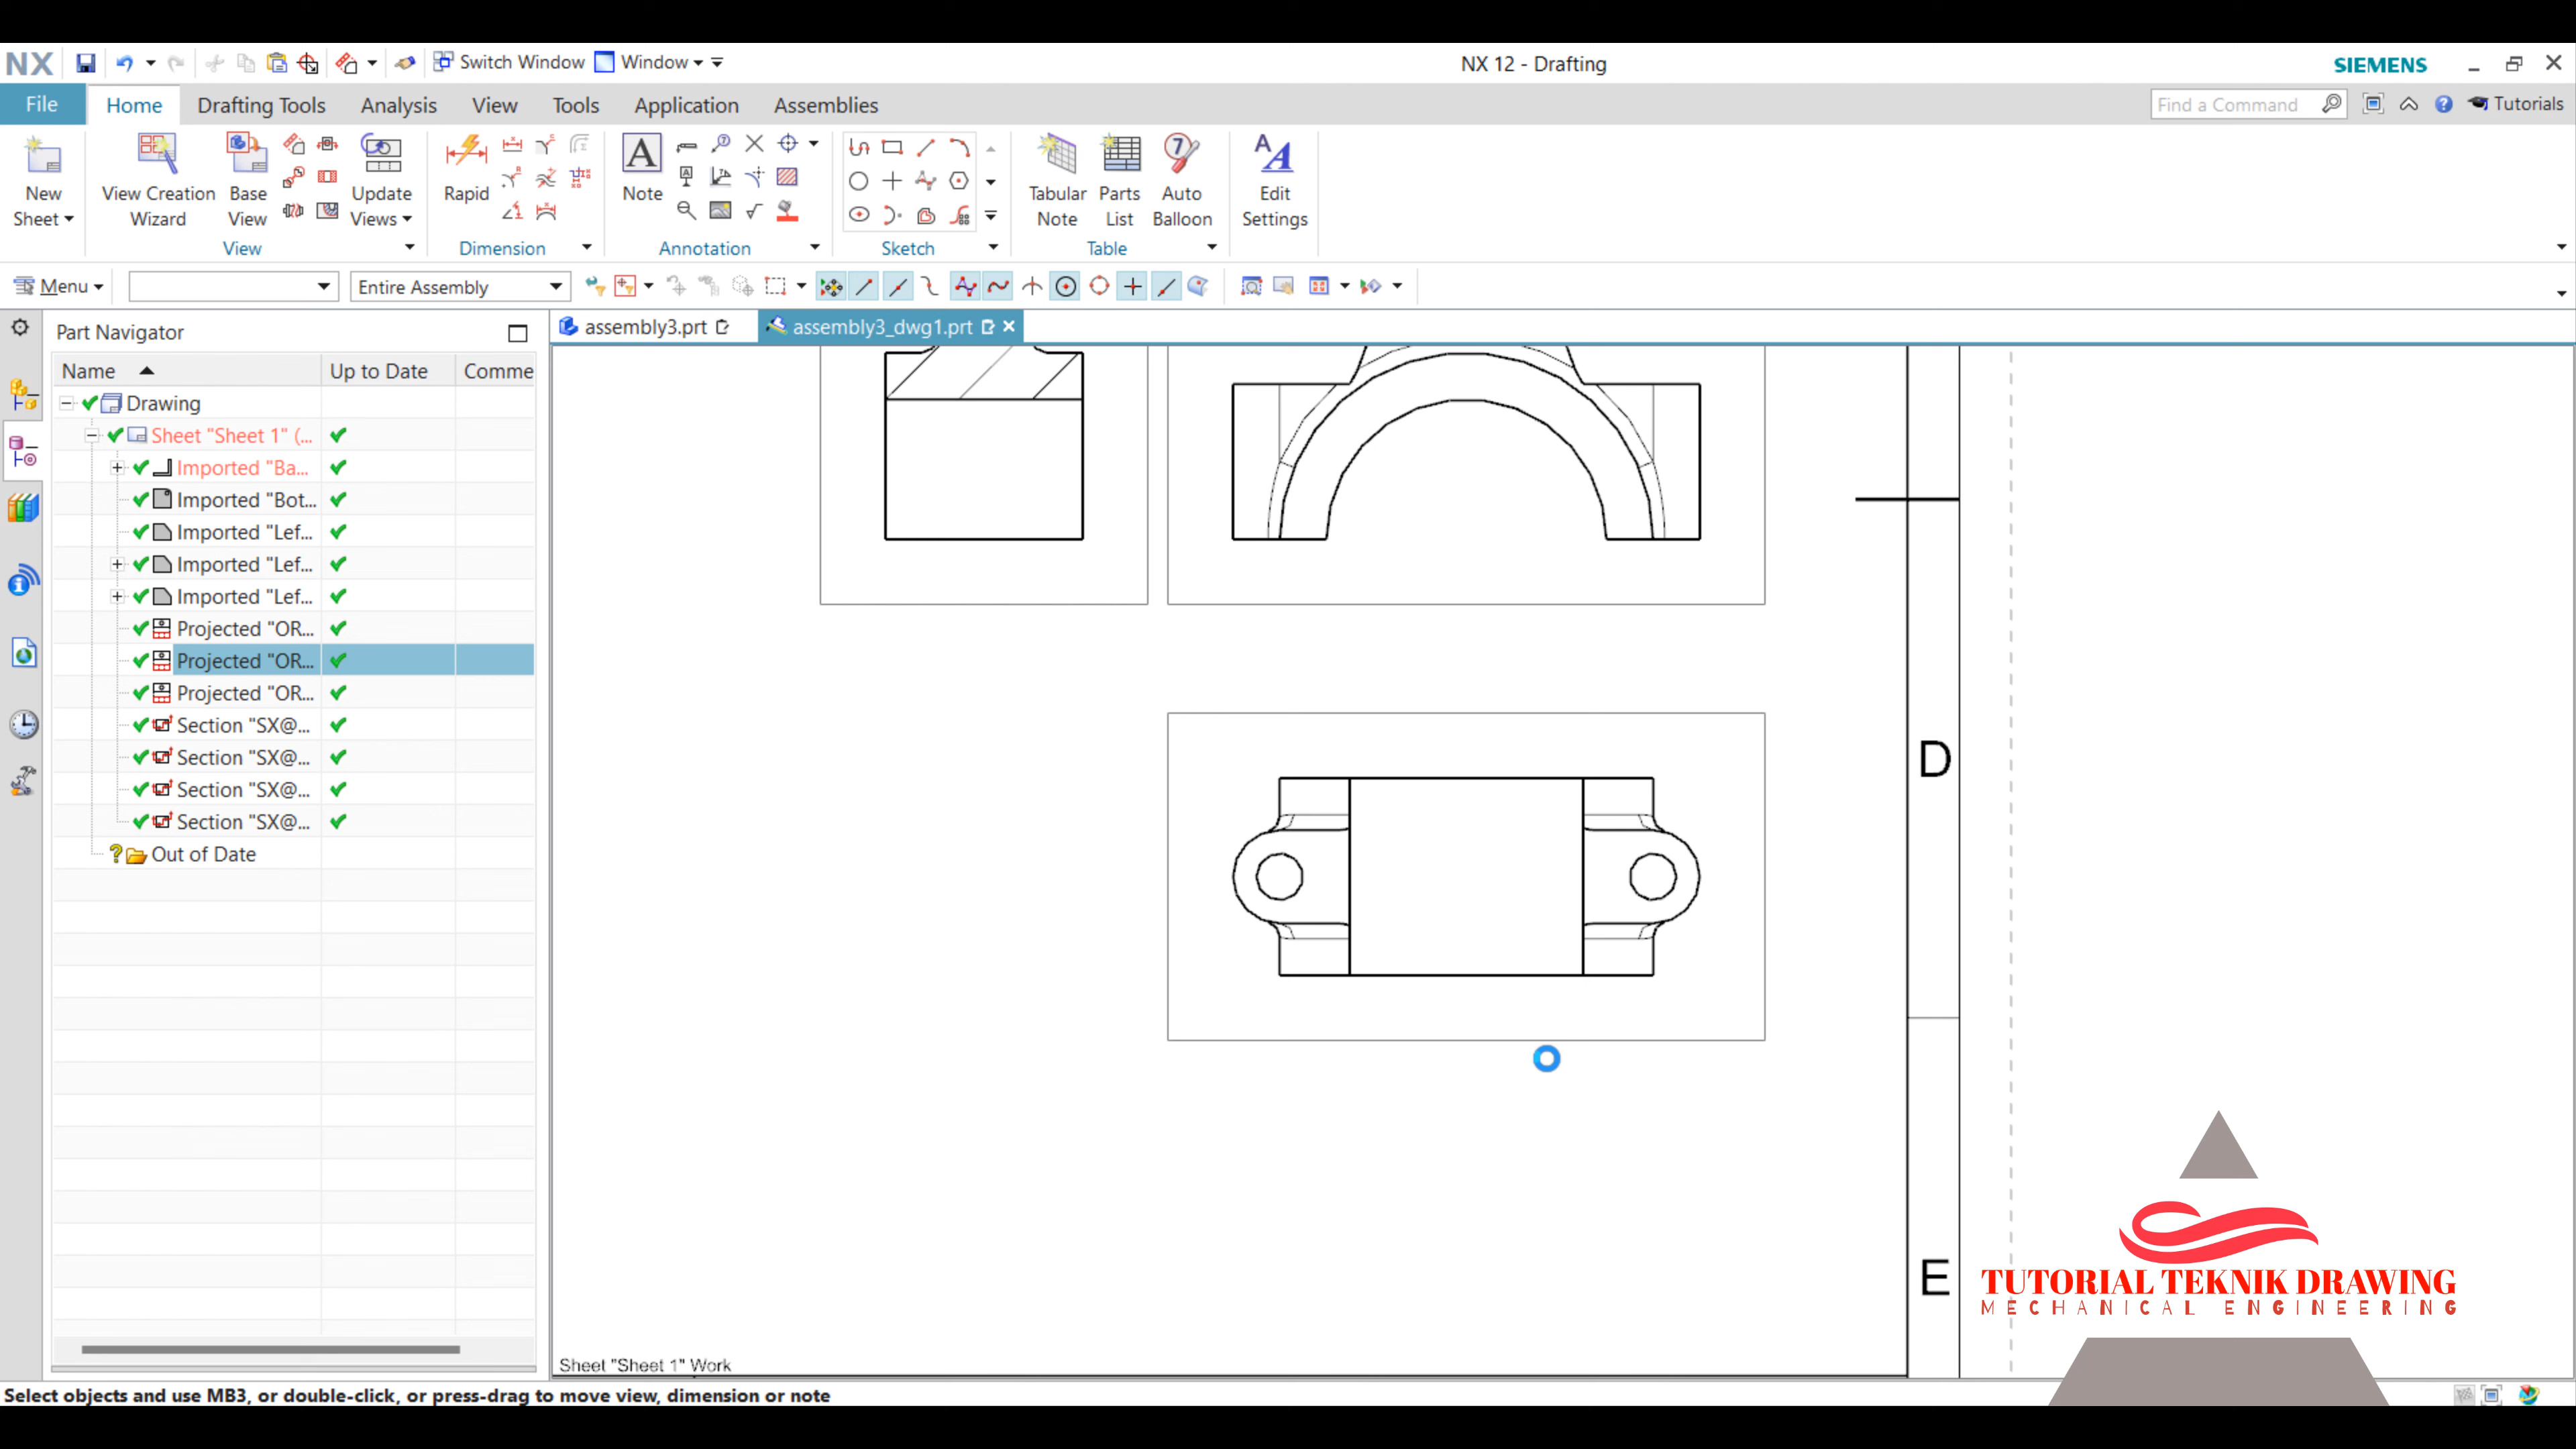 NX Switch Window Window NX 12 - Drafting SIEMENS
File Home Drafting Tools Analysis View Tools Application Assemblies Find a Command Tutorials
New Sheet
View Creation Wizard
Base View
Update Views
Rapid
A Note
Tabular Note
Parts List
7 Auto Balloon
Edit Settings
View Dimension Annotation Sketch Table
Menu Entire Assembly
Part Navigator
assembly3.prt assembly3_dwg1.prt
Name Up to Date Comme
Drawing
Sheet "Sheet 1" (...
Imported "Ba...
Imported "Bot...
Imported "Lef...
Imported "Lef...
Imported "Lef...
Projected "OR...
Projected "OR...
Projected "OR...
Section "SX@...
Section "SX@...
Section "SX@...
Section "SX@...
Out of Date
D
E
TUTORIAL TEKNIK DRAWING
MECHANICAL ENGINEERING
Sheet "Sheet 1" Work
Select objects and use MB3, or double-click, or press-drag to move view, dimension or note